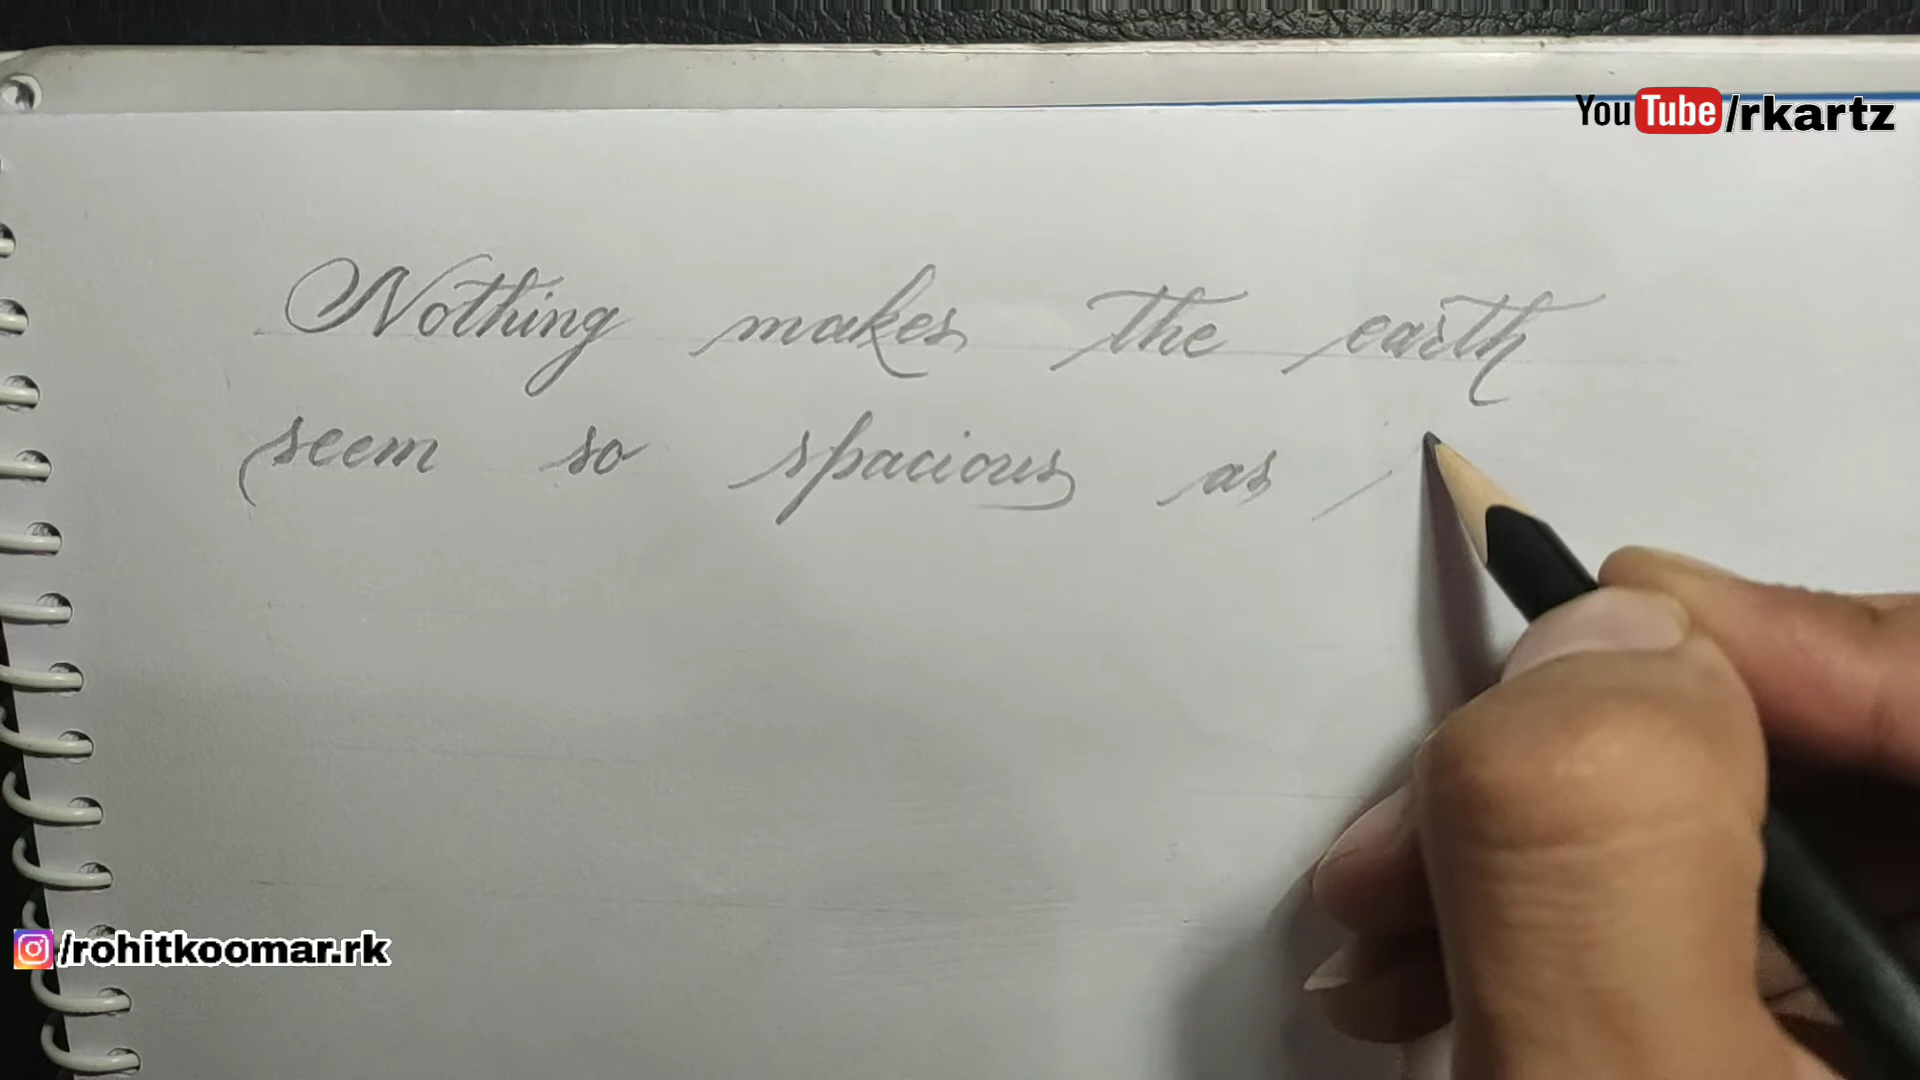 YouTube/rkartz
Nothing makes the earth
seem so spacious as
/rohitkoomar.rk